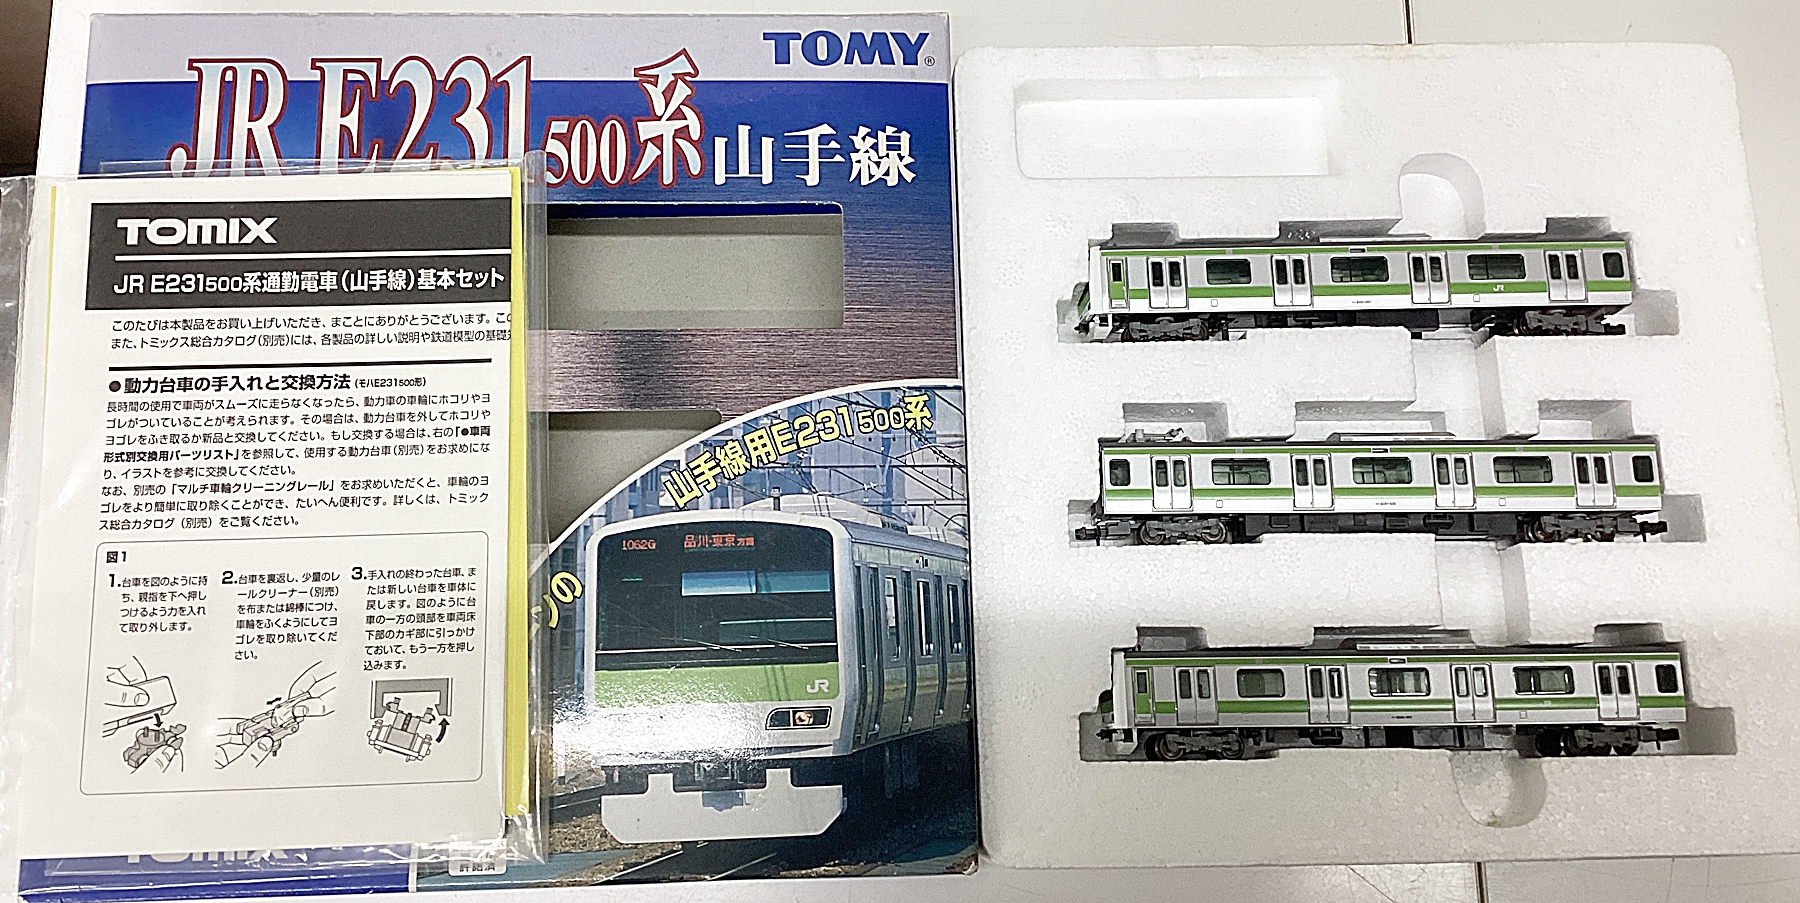 TOMY®
JR E231 500系 山手線
TOMIX
JR E231500系通勤電車(山手線)基本セット
このたびは本製品をお買い上げいただき、まことにありがとうございます。
また、トミックス総合カタログ(別売)には、各製品の詳しい説明や鉄道模型の基礎
●動力台車の手入れと交換方法(モハE231500形)
長時間の使用で車両がスムーズに走らなくなったら、動力車の車輪にホコリやヨ
ゴレがついていることが考えられます。その場合は、動力台車を外してホコリや
ヨゴレをふき取るか新品と交換してください。もし交換する場合は、右の「●車両
形式別交換用パーツリスト」を参照して、使用する動力台車(別売)をお求めにな
り、イラストを参考に交換してください。
なお、別売の「マルチ車輪クリーニングレール」をお求めいただくと、車輪のヨ
ゴレをより簡単に取り除くことができ、たいへん便利です。詳しくは、トミック
ス総合カタログ(別売)をご覧ください。
図1
1.台車を図のように持
ち、親指を下へ押し
つけるよう力を入れ
て取り外します。
2.台車を裏返し、少量のレ
ールクリーナー(別売)
を布または綿棒につけ、
車輪をふくようにしてヨ
ゴレを取り除いてくだ
さい。
3.手入れの終わった台車、ま
たは新しい台車を車体に
戻します。図のように台
車の一方の頭部を車両床
下部のカギ部に引っかけ
ておいて、もう一方を押し
込みます。
山手線用E231500系
ンの
1062G 品川・東京方面
JR
TOMIX
許諾済
JR
JR